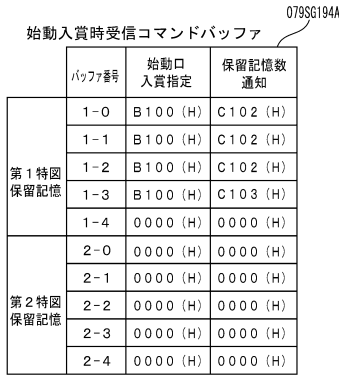 079SG194A
始動入賞時受信コマンドバッファ
バッファ番号 始動口入賞指定 保留記憶数通知
第1特図保留記憶
1-0 B100(H) C102(H)
1-1 B100(H) C102(H)
1-2 B100(H) C102(H)
1-3 B100(H) C103(H)
1-4 0000(H) 0000(H)
第2特図保留記憶
2-0 0000(H) 0000(H)
2-1 0000(H) 0000(H)
2-2 0000(H) 0000(H)
2-3 0000(H) 0000(H)
2-4 0000(H) 0000(H)